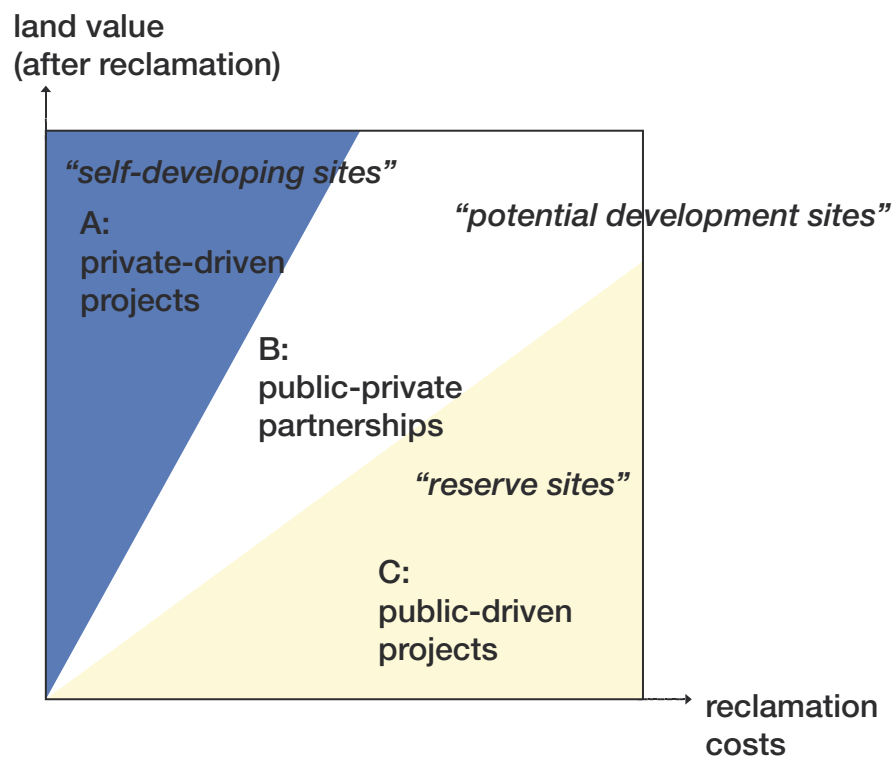 land value
(after reclamation)
“self-developing sites”
A:
private-driven
projects
“potential development sites”
B:
public-private
partnerships
“reserve sites”
C:
public-driven
projects
reclamation
costs